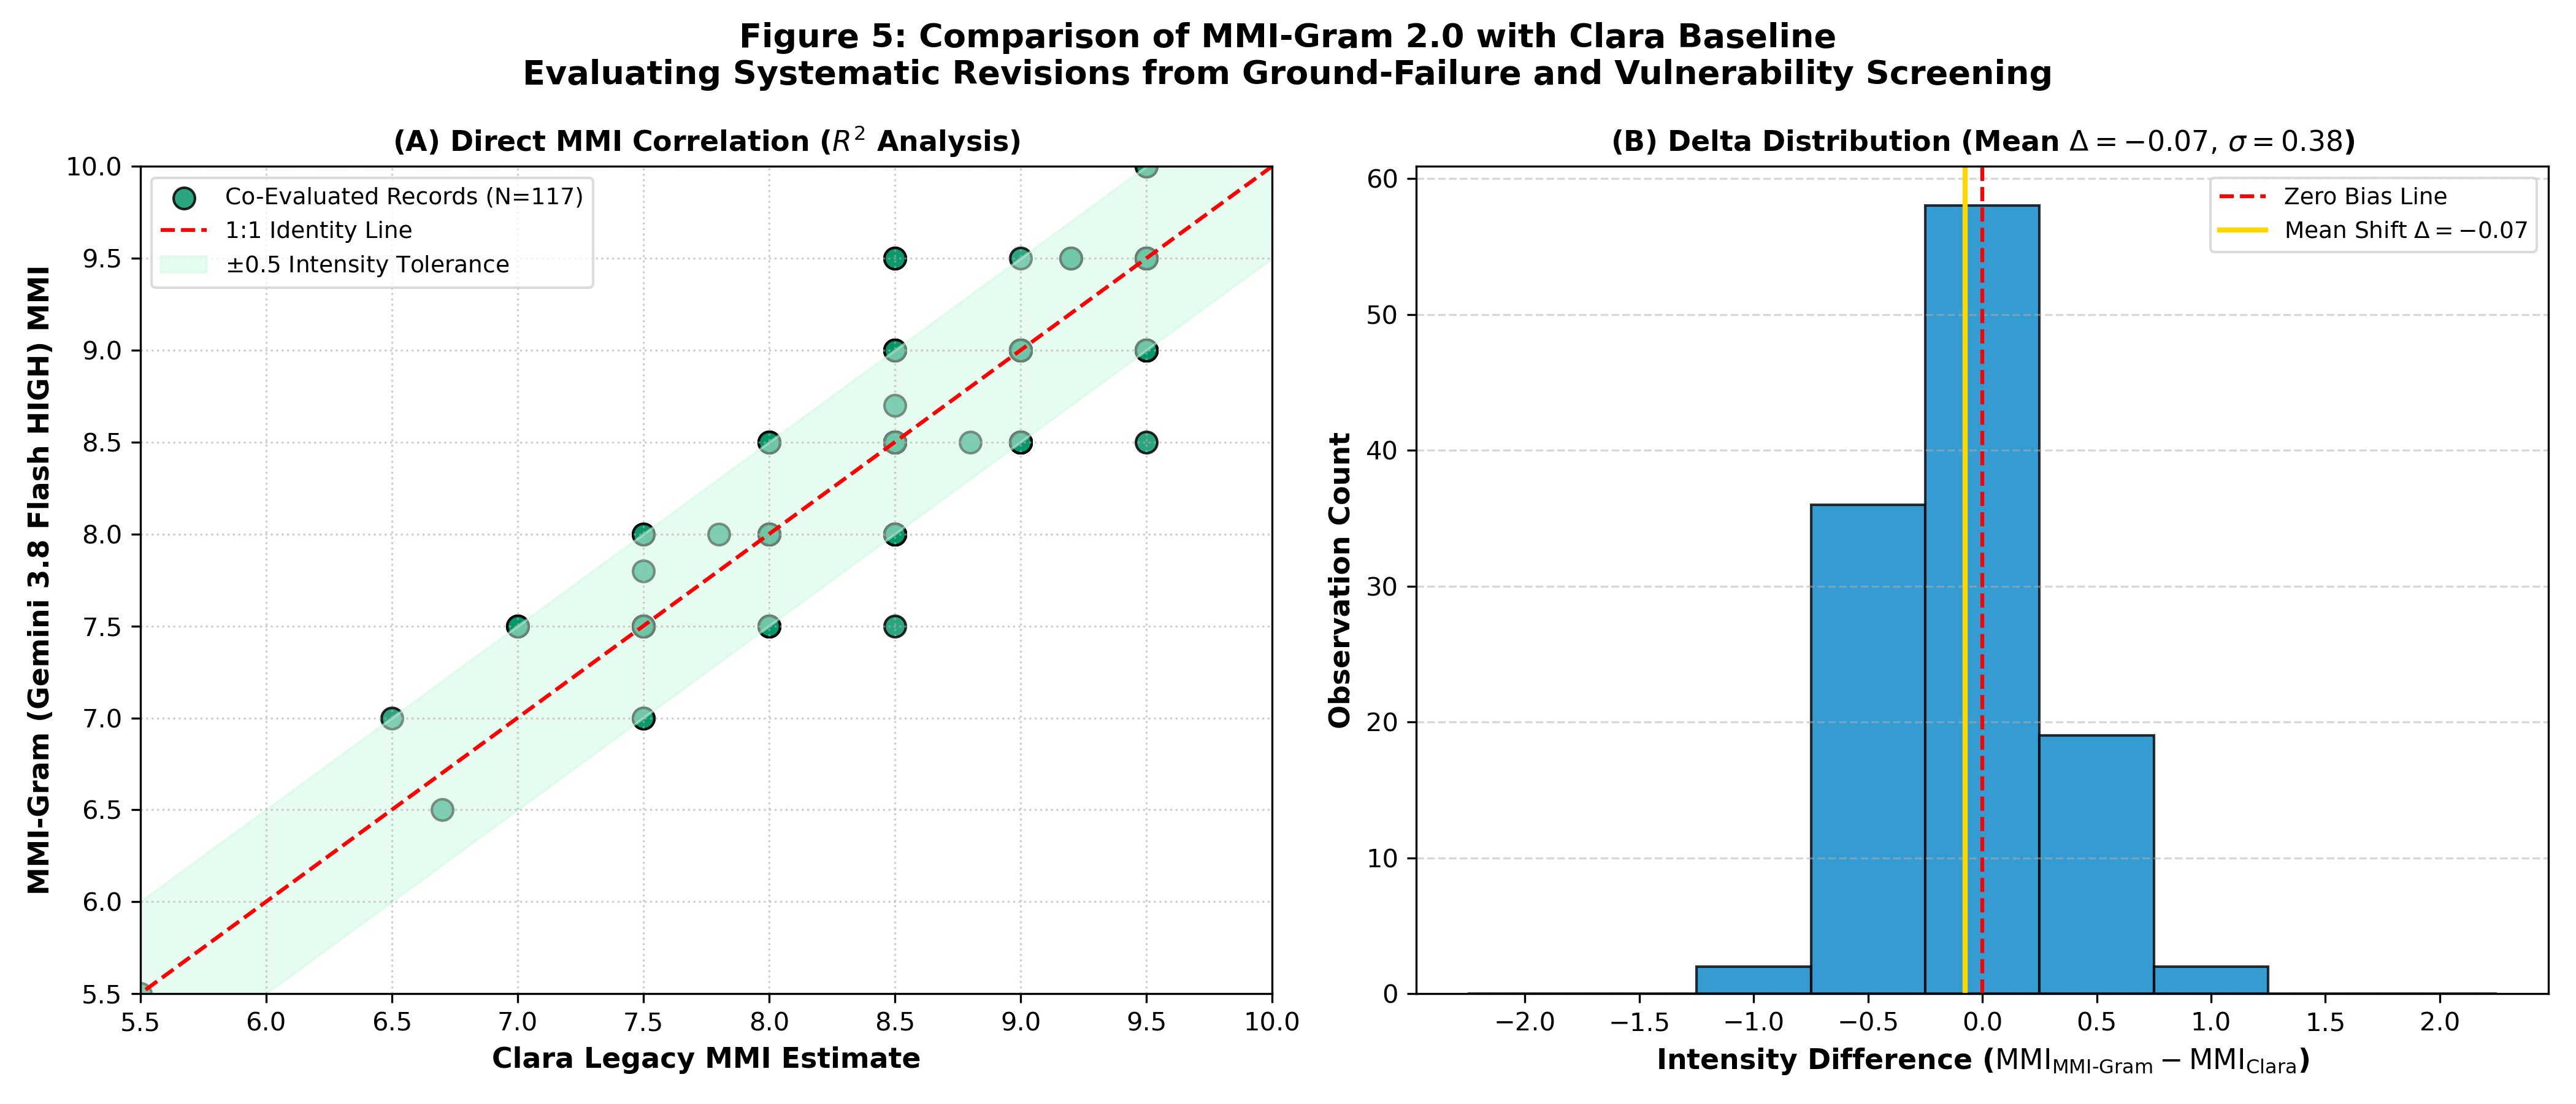 Figure 5: Comparison of MMI-Gram 2.0 with Clara Baseline
Evaluating Systematic Revisions from Ground-Failure and Vulnerability Screening
(A) Direct MMI Correlation (R² Analysis)
Co-Evaluated Records (N=117)
1:1 Identity Line
±0.5 Intensity Tolerance
MMI-Gram (Gemini 3.8 Flash HIGH) MMI
10.0
9.5
9.0
8.5
8.0
7.5
7.0
6.5
6.0
5.5
5.5 6.0 6.5 7.0 7.5 8.0 8.5 9.0 9.5 10.0
Clara Legacy MMI Estimate
(B) Delta Distribution (Mean Δ = −0.07, σ = 0.38)
Zero Bias Line
Mean Shift Δ = −0.07
Observation Count
60
50
40
30
20
10
0
−2.0 −1.5 −1.0 −0.5 0.0 0.5 1.0 1.5 2.0
Intensity Difference (MMI_MMI-Gram − MMI_Clara)